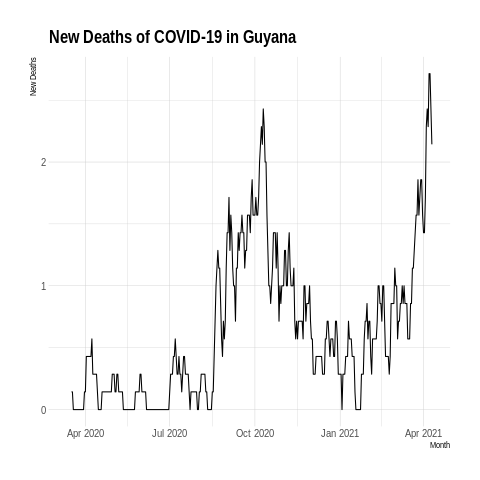 New Deaths of COVID-19 in Guyana
New Deaths
2
1
0
Apr 2020
Jul 2020
Oct 2020
Jan 2021
Apr 2021
Month